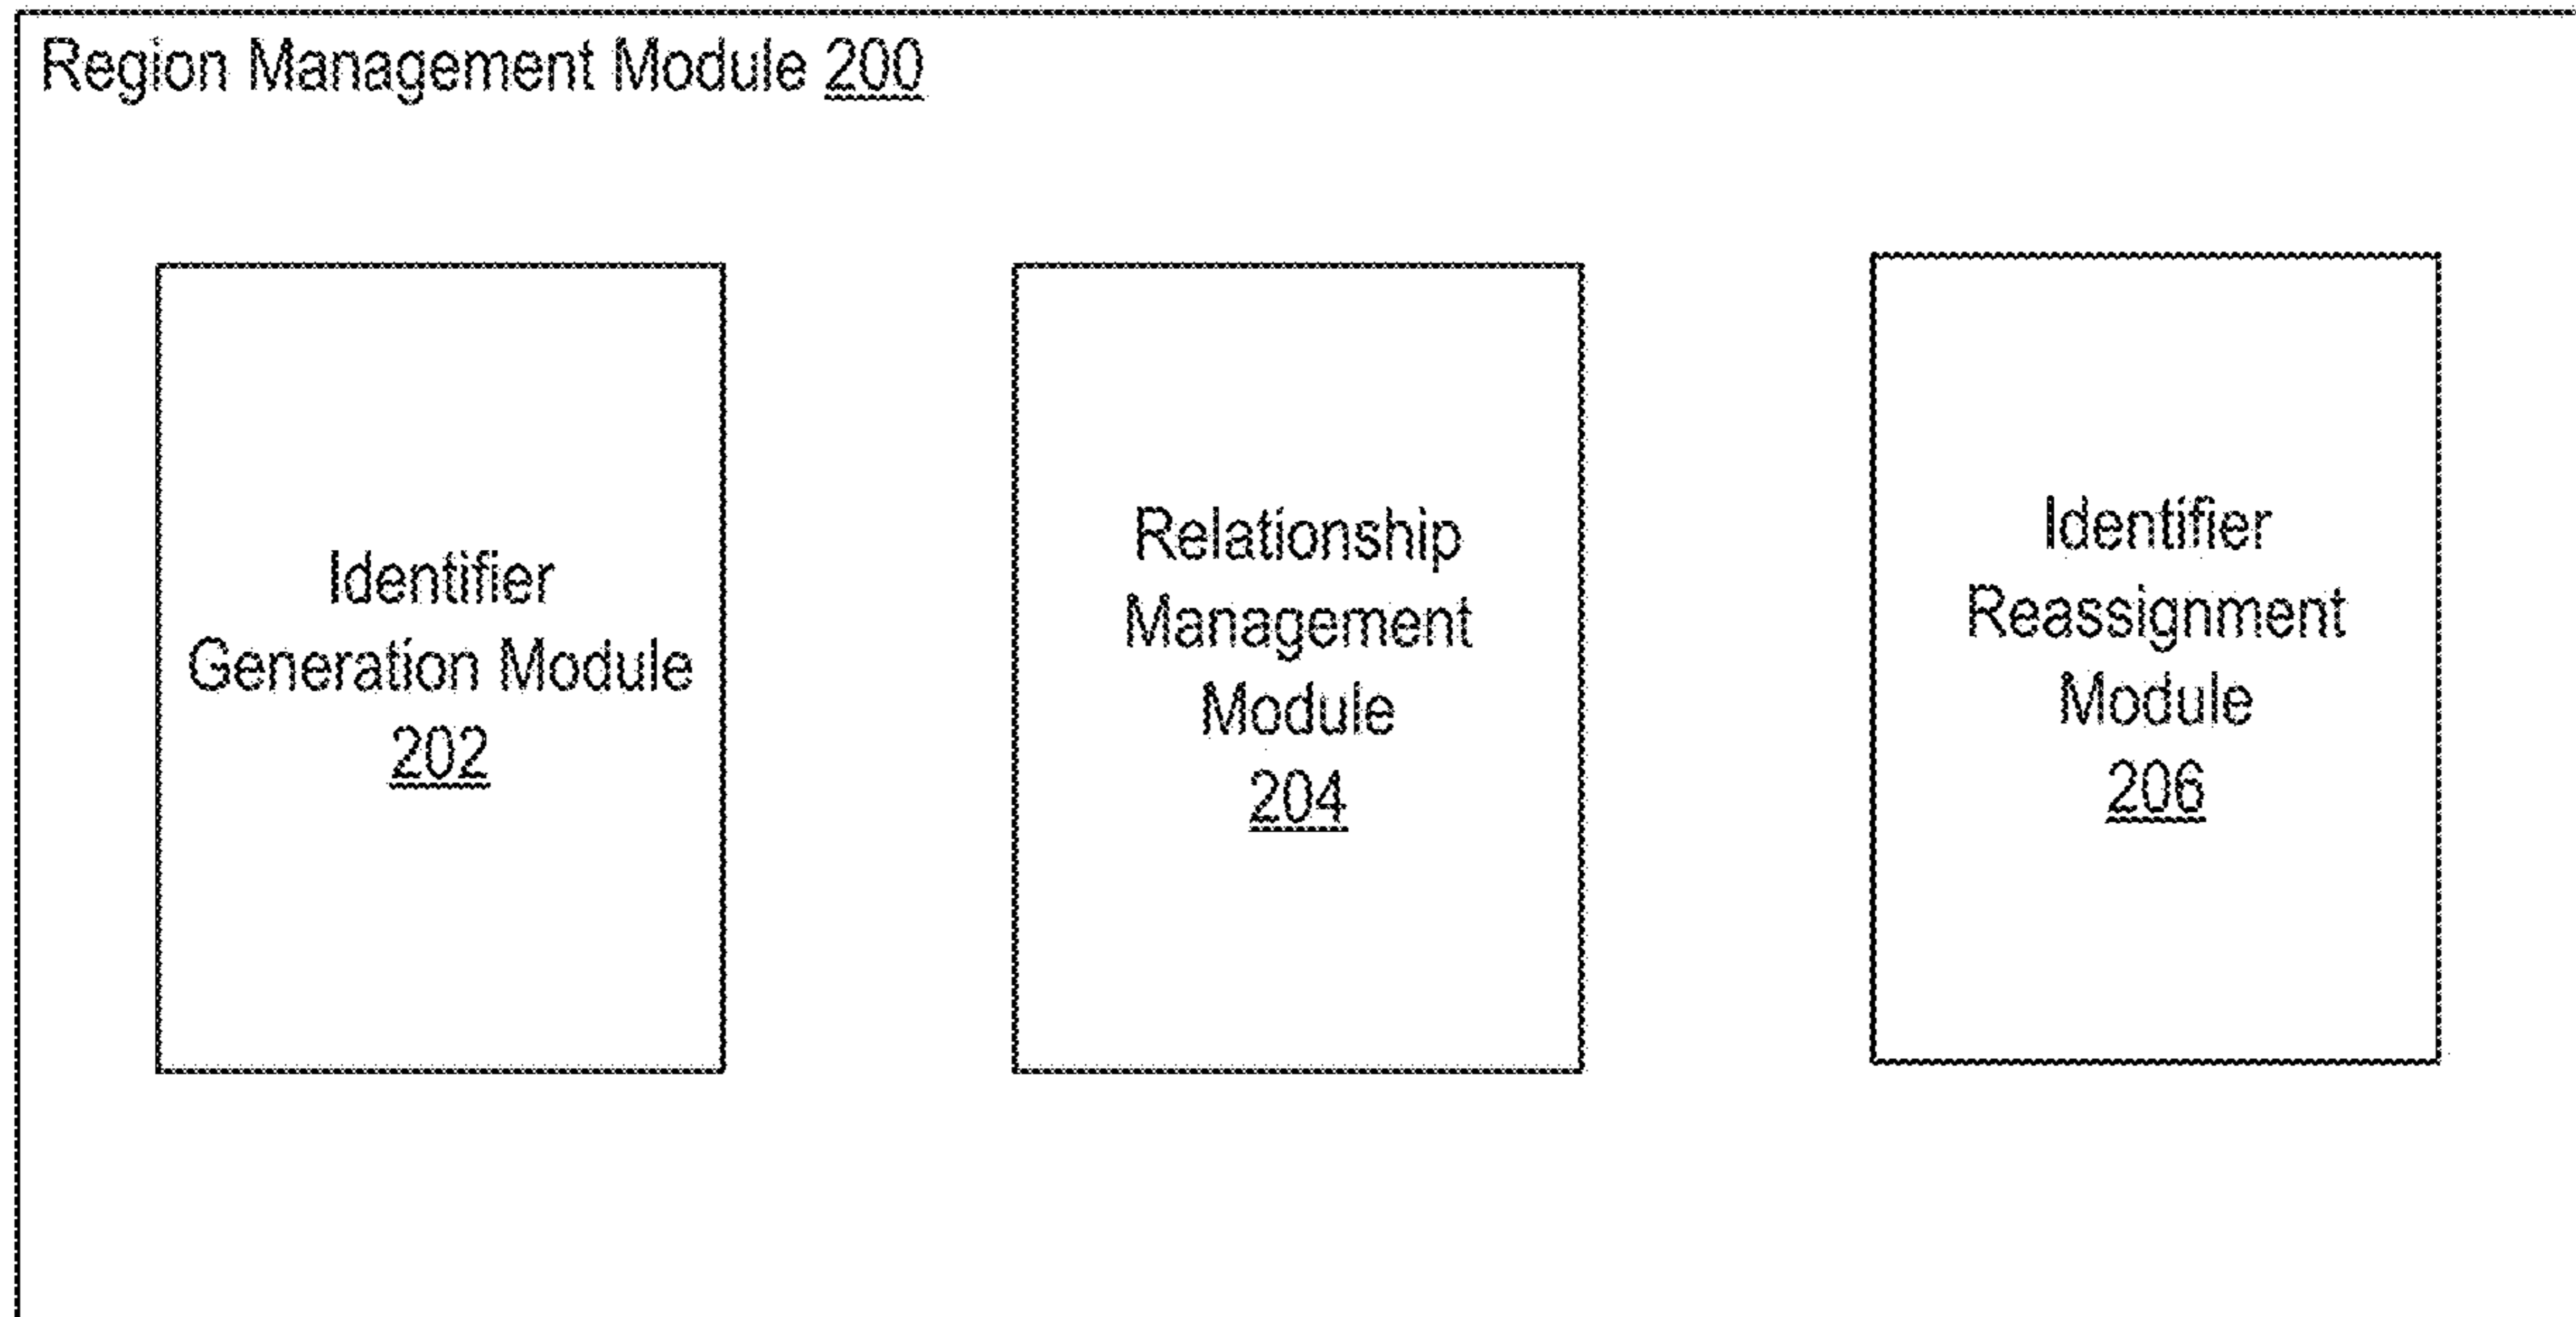 Region Management Module 200
Identifier
Generation Module
202
Relationship
Management
Module
204
Identifier
Reassignment
Module
206